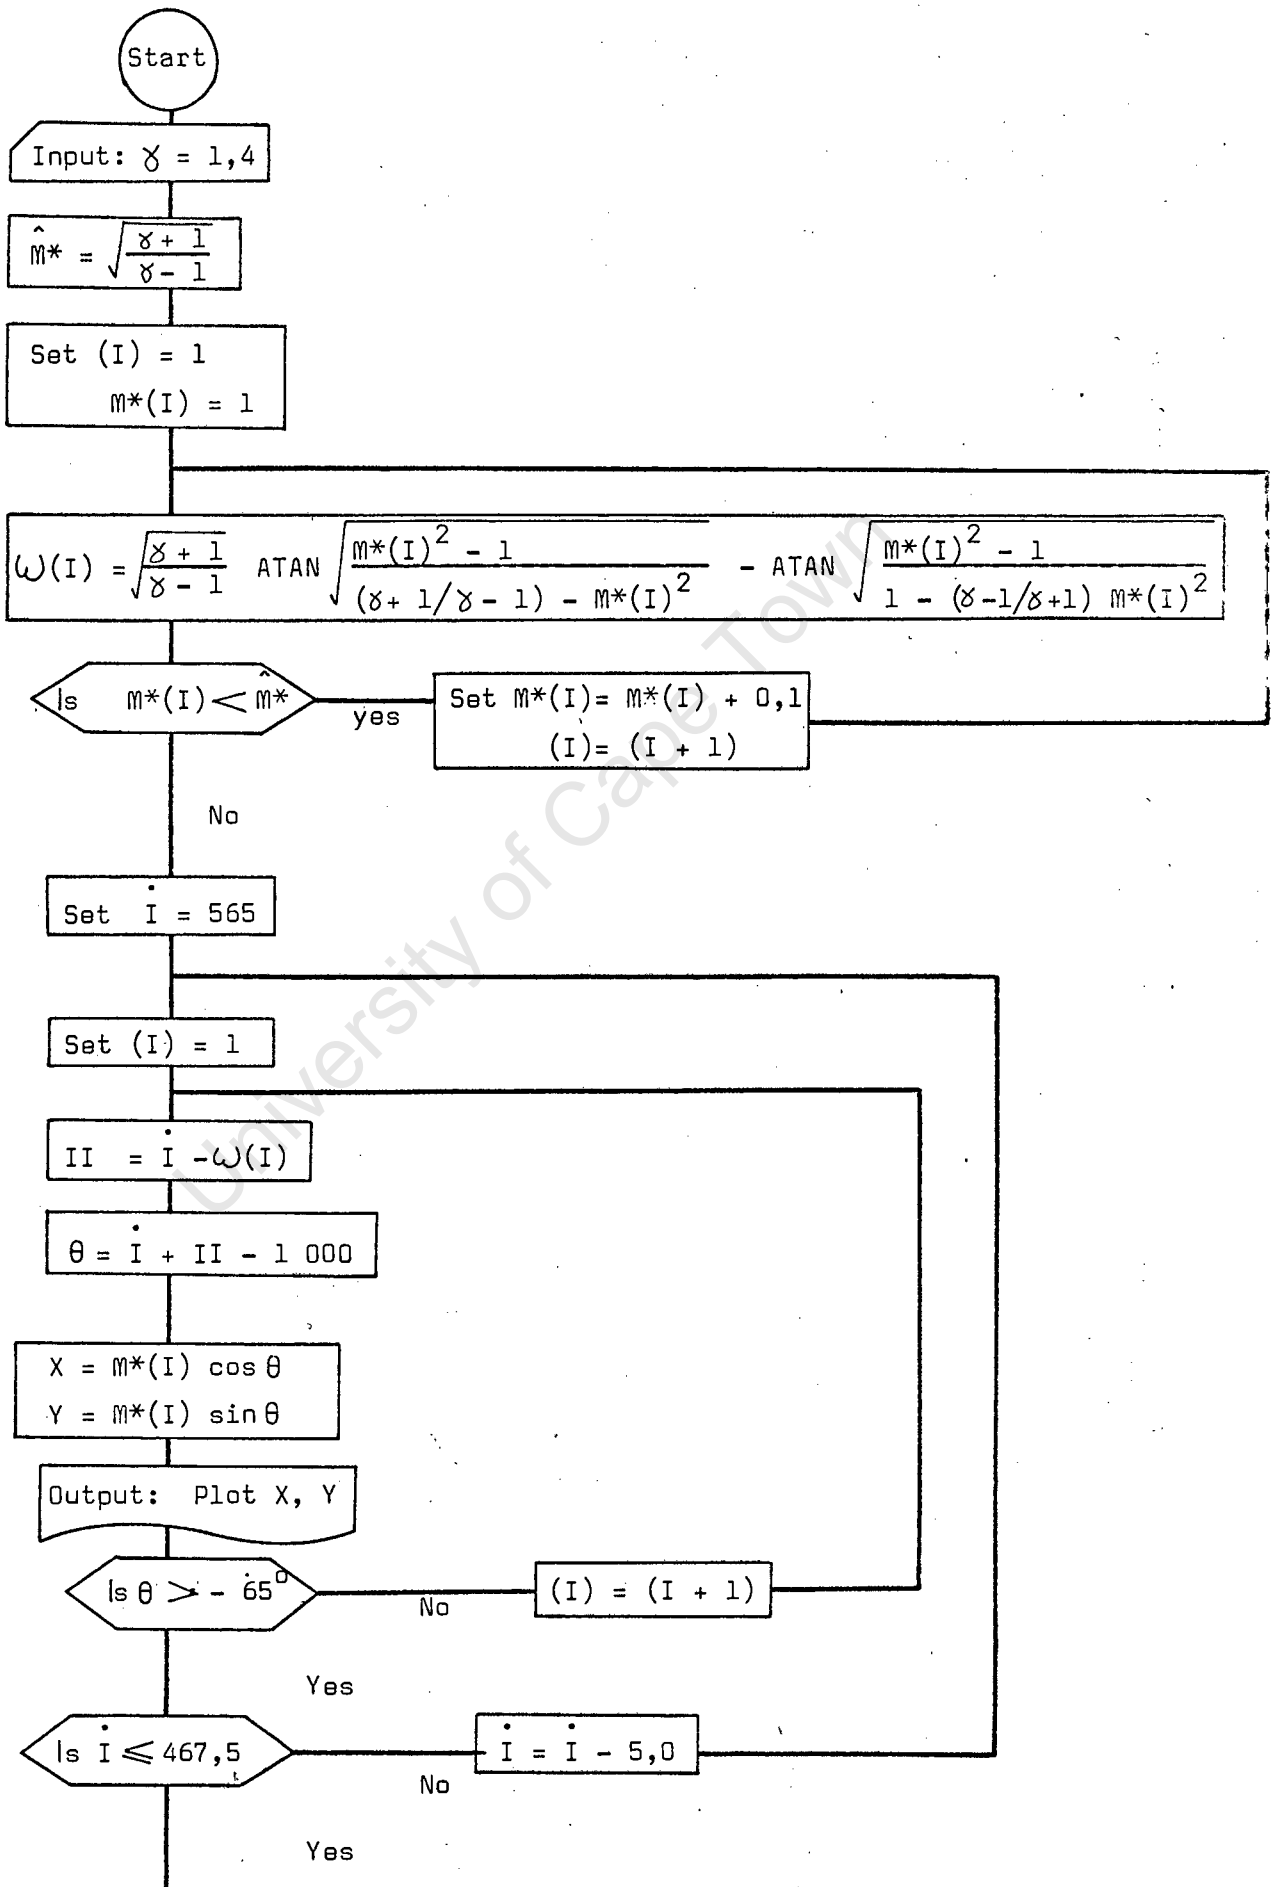 Start
Input: γ = 1,4
m̂* = √((γ + 1)/(γ - 1))
Set (I) = 1
m*(I) = 1
ω(I) = √((γ + 1)/(γ - 1)) ATAN √((m*(I)² - 1)/((γ + 1/γ - 1) - m*(I)²)) - ATAN √((m*(I)² - 1)/(1 - (γ-1/γ+1) m*(I)²))
Is m*(I) < m̂*
yes
Set m*(I)= m*(I) + 0,1
(I)= (I + 1)
No
Set İ = 565
Set (I) = 1
II = İ - ω(I)
θ = İ + II - 1 000
X = m*(I) cos θ
Y = m*(I) sin θ
Output: Plot X, Y
Is θ > - 65°
No
(I) = (I + 1)
Yes
Is İ ≤ 467,5
No
İ = İ - 5,0
Yes
University of Cape Town